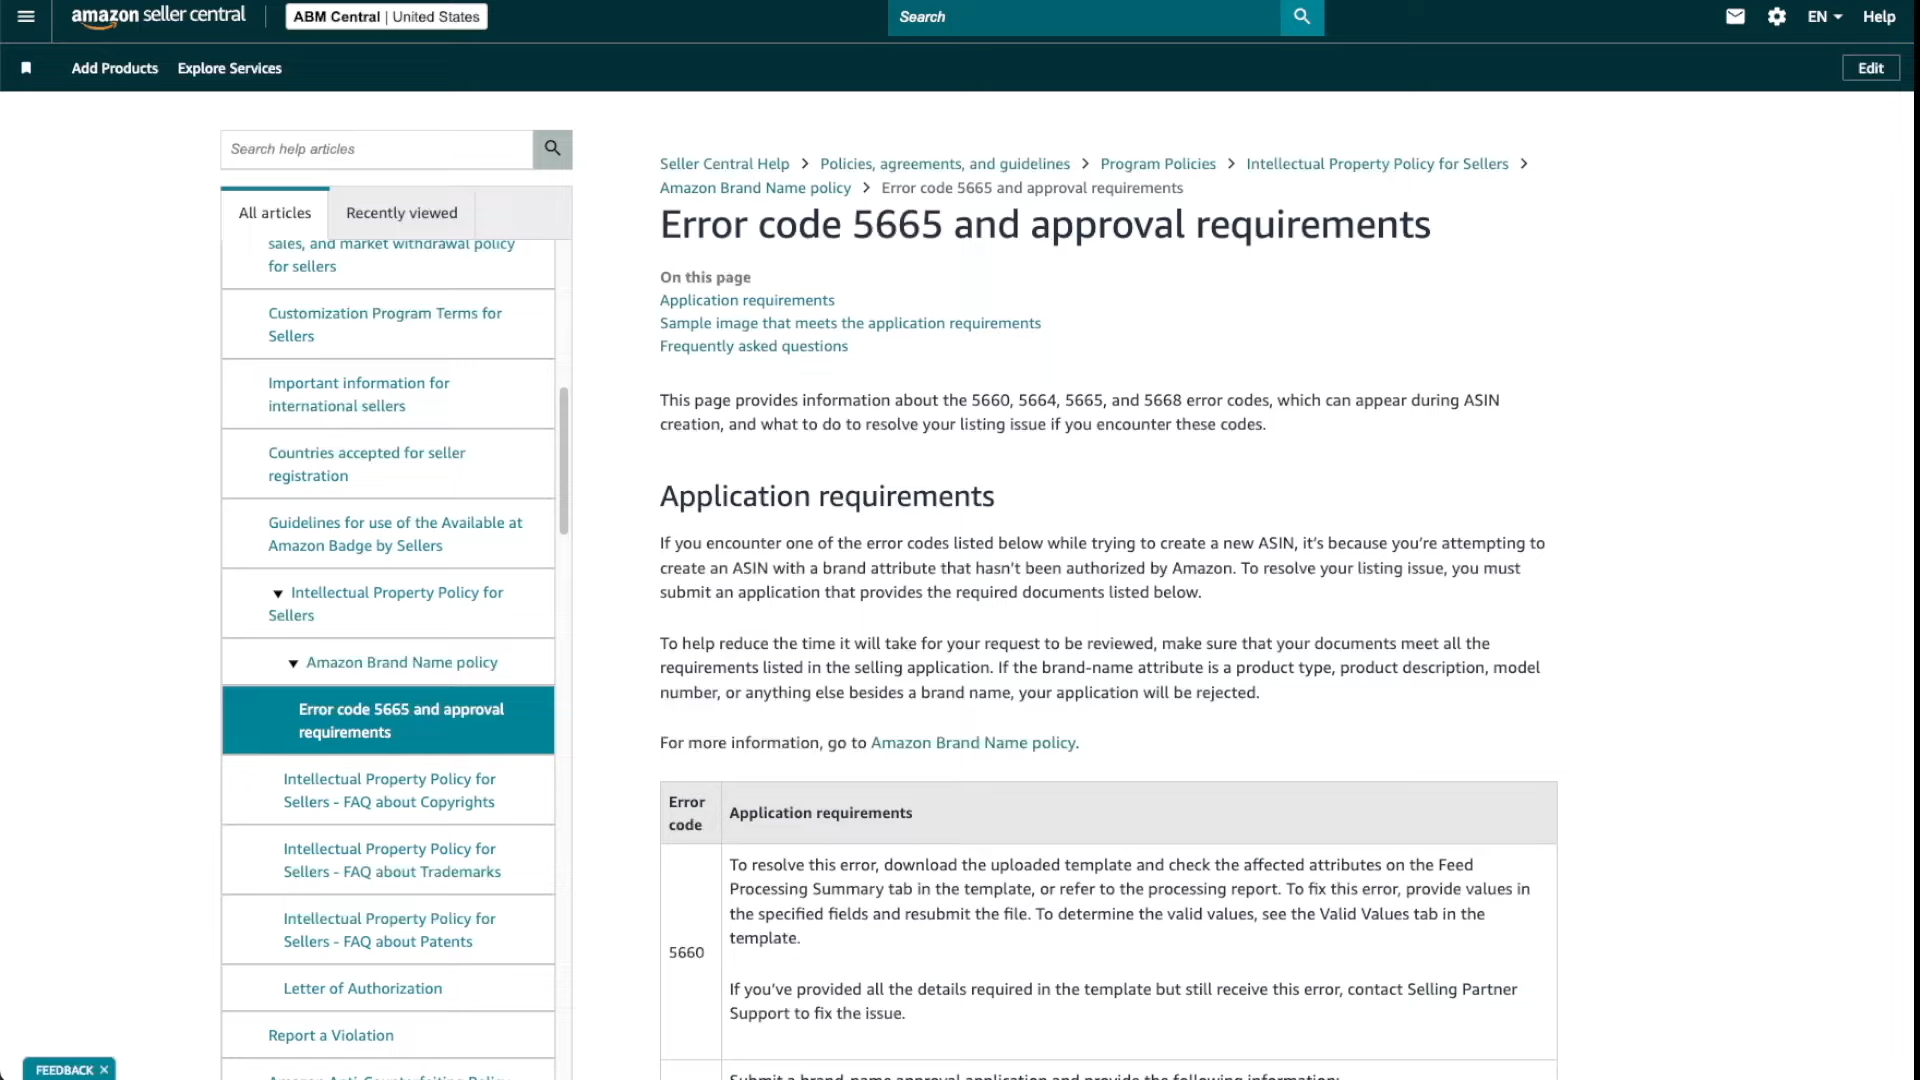 amazon seller central
ABM Central | United States
Search
EN
Help
Add Products
Explore Services
Edit
Search help articles
All articles
Recently viewed
sales, and market withdrawal policy
for sellers
Customization Program Terms for
Sellers
Important information for
international sellers
Countries accepted for seller
registration
Guidelines for use of the Available at
Amazon Badge by Sellers
Intellectual Property Policy for
Sellers
Amazon Brand Name policy
Error code 5665 and approval
requirements
Intellectual Property Policy for
Sellers - FAQ about Copyrights
Intellectual Property Policy for
Sellers - FAQ about Trademarks
Intellectual Property Policy for
Sellers - FAQ about Patents
Letter of Authorization
Report a Violation
Amazon Anti-Counterfeiting Policy
FEEDBACK ×
Seller Central Help > Policies, agreements, and guidelines > Program Policies > Intellectual Property Policy for Sellers >
Amazon Brand Name policy > Error code 5665 and approval requirements
Error code 5665 and approval requirements
On this page
Application requirements
Sample image that meets the application requirements
Frequently asked questions
This page provides information about the 5660, 5664, 5665, and 5668 error codes, which can appear during ASIN
creation, and what to do to resolve your listing issue if you encounter these codes.
Application requirements
If you encounter one of the error codes listed below while trying to create a new ASIN, it’s because you’re attempting to
create an ASIN with a brand attribute that hasn’t been authorized by Amazon. To resolve your listing issue, you must
submit an application that provides the required documents listed below.
To help reduce the time it will take for your request to be reviewed, make sure that your documents meet all the
requirements listed in the selling application. If the brand-name attribute is a product type, product description, model
number, or anything else besides a brand name, your application will be rejected.
For more information, go to Amazon Brand Name policy.
Error
code
Application requirements
5660
To resolve this error, download the uploaded template and check the affected attributes on the Feed
Processing Summary tab in the template, or refer to the processing report. To fix this error, provide values in
the specified fields and resubmit the file. To determine the valid values, see the Valid Values tab in the
template.
If you’ve provided all the details required in the template but still receive this error, contact Selling Partner
Support to fix the issue.
Submit a brand-name approval application and provide the following information: